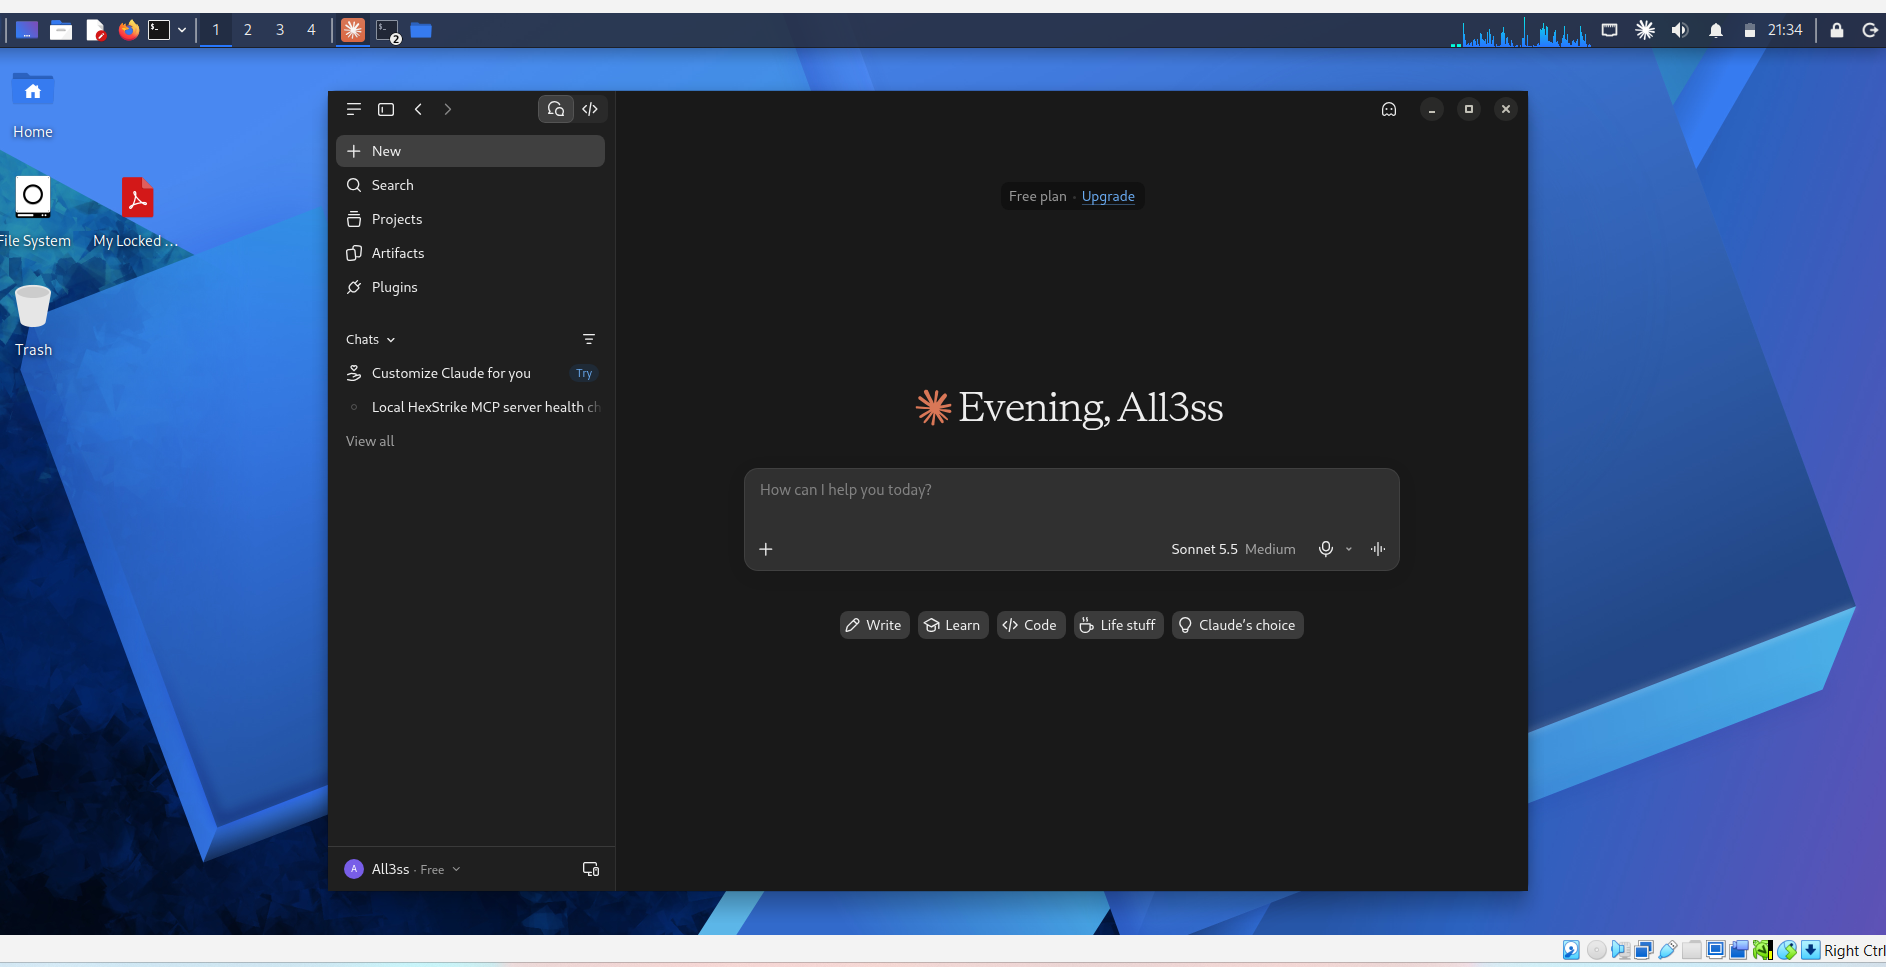 1 2 3 4
2
21:34
Home
File System
My Locked ...
Trash
New
Search
Projects
Artifacts
Plugins
Chats
Customize Claude for you
Try
Local HexStrike MCP server health ch
View all
A
All3ss · Free
Free plan · Upgrade
Evening, All3ss
How can I help you today?
Sonnet 5.5 Medium
Write
Learn
Code
Life stuff
Claude's choice
Right Ctrl